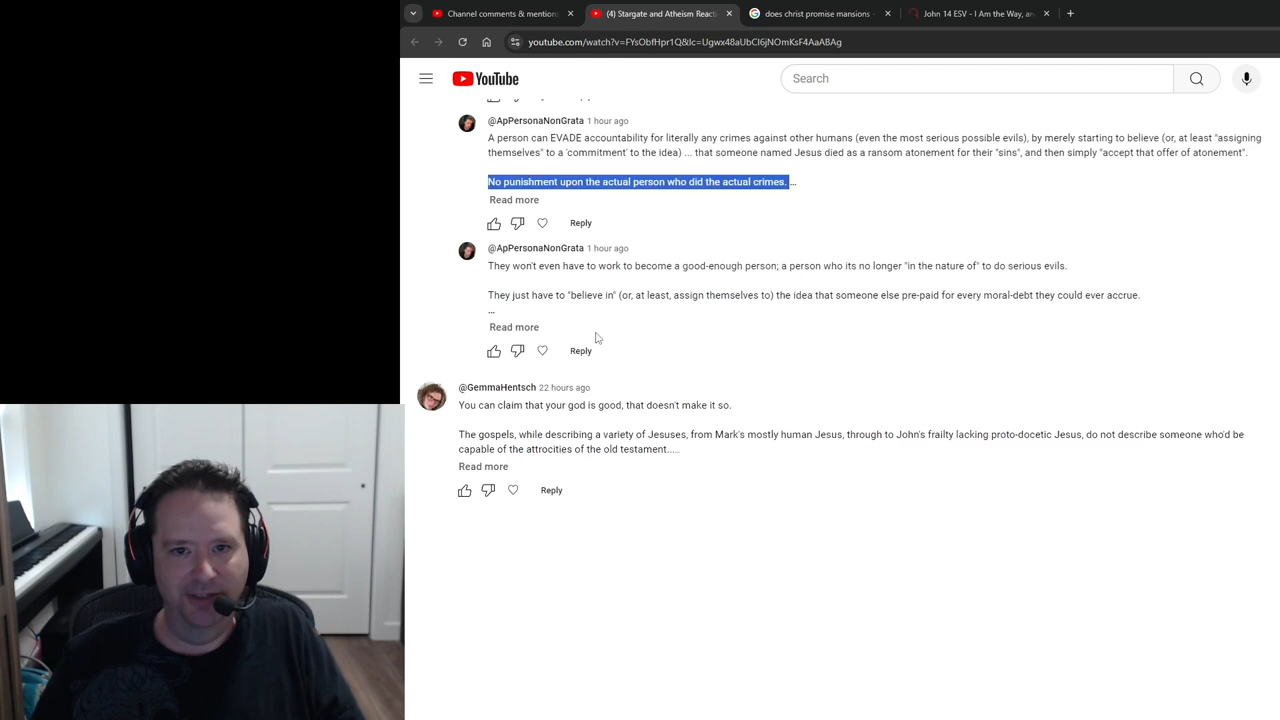 Channel comments & mention
(4) Stargate and Atheism Reacti
does christ promise mansions -
John 14 ESV - I Am the Way, an
youtube.com/watch?v=FYsObfHpr1Q&lc=Ugwx48aUbCI6jNOmKsF4AaABAg
YouTube
Search
@ApPersonaNonGrata 1 hour ago
A person can EVADE accountability for literally any crimes against other humans (even the most serious possible evils), by merely starting to believe (or, at least "assigning
themselves" to a 'commitment' to the idea) ... that someone named Jesus died as a ransom atonement for their "sins", and then simply "accept that offer of atonement".
No punishment upon the actual person who did the actual crimes. ...
Read more
Reply
@ApPersonaNonGrata 1 hour ago
They won't even have to work to become a good-enough person; a person who its no longer "in the nature of" to do serious evils.
They just have to "believe in" (or, at least, assign themselves to) the idea that someone else pre-paid for every moral-debt they could ever accrue.
...
Read more
Reply
@GemmaHentsch 22 hours ago
You can claim that your god is good, that doesn't make it so.
The gospels, while describing a variety of Jesuses, from Mark's mostly human Jesus, through to John's frailty lacking proto-docetic Jesus, do not describe someone who'd be
capable of the attrocities of the old testament.....
Read more
Reply